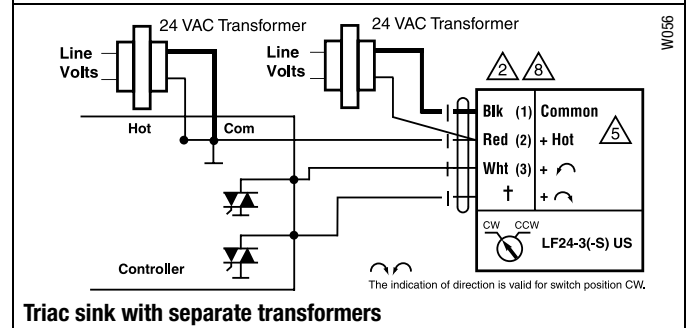 24 VAC Transformer
24 VAC Transformer
W056
Line
Volts
Line
Volts
2
8
Blk (1) Common
Hot
Com
Red (2) + Hot
5
Wht (3) +
† +
CW CCW
LF24-3(-S) US
Controller
The indication of direction is valid for switch position CW.
Triac sink with separate transformers